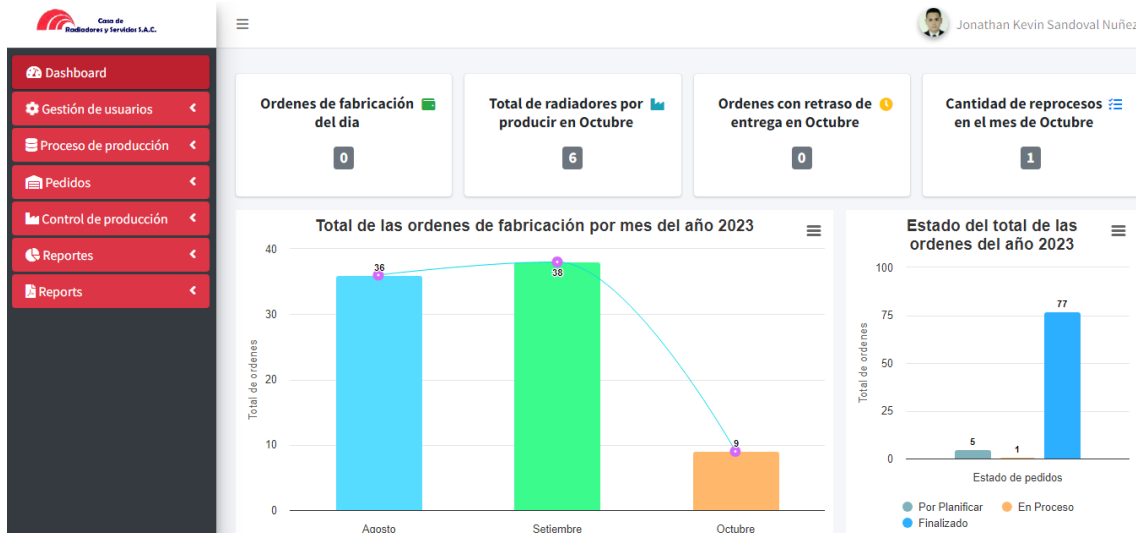 Casa de
Radiadores y Servicios S.A.C.
Jonathan Kevin Sandoval Nuñez
Dashboard
Gestión de usuarios
Proceso de producción
Pedidos
Control de producción
Reportes
Reports
Ordenes de fabricación
del dia
0
Total de radiadores por
producir en Octubre
6
Ordenes con retraso de
entrega en Octubre
0
Cantidad de reprocesos
en el mes de Octubre
1
Total de las ordenes de fabricación por mes del año 2023
Total de ordenes
40
30
20
10
0
36
38
9
Agosto
Setiembre
Octubre
Estado del total de las
ordenes del año 2023
Total de ordenes
100
75
50
25
0
5
1
77
Estado de pedidos
Por Planificar
En Proceso
Finalizado